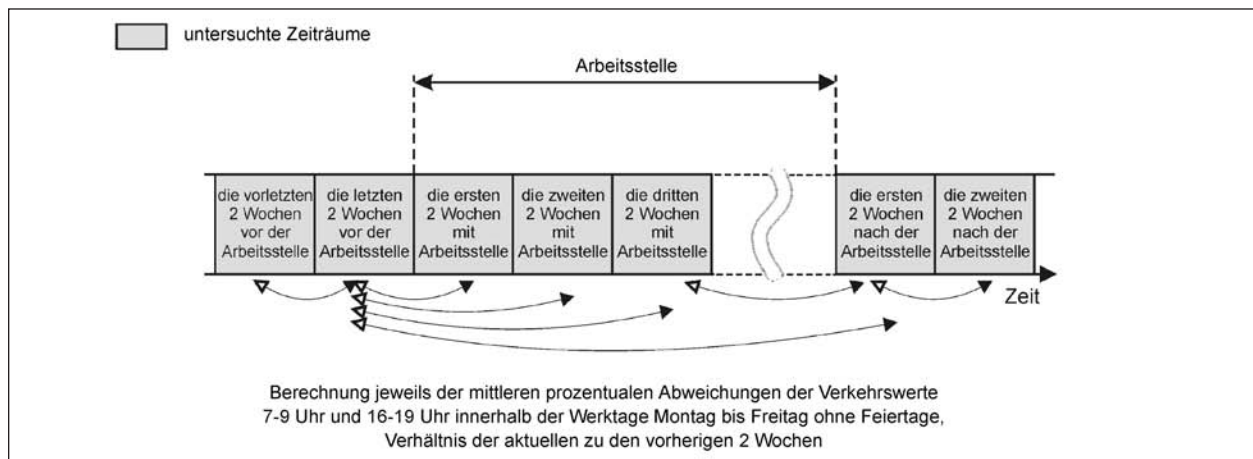 untersuchte Zeiträume
Arbeitsstelle
die vorletzten
2 Wochen
vor der
Arbeitsstelle
die letzten
2 Wochen
vor der
Arbeitsstelle
die ersten
2 Wochen
mit
Arbeitsstelle
die zweiten
2 Wochen
mit
Arbeitsstelle
die dritten
2 Wochen
mit
Arbeitsstelle
die ersten
2 Wochen
nach der
Arbeitsstelle
die zweiten
2 Wochen
nach der
Arbeitsstelle
Zeit
Berechnung jeweils der mittleren prozentualen Abweichungen der Verkehrswerte
7-9 Uhr und 16-19 Uhr innerhalb der Werktage Montag bis Freitag ohne Feiertage,
Verhältnis der aktuellen zu den vorherigen 2 Wochen